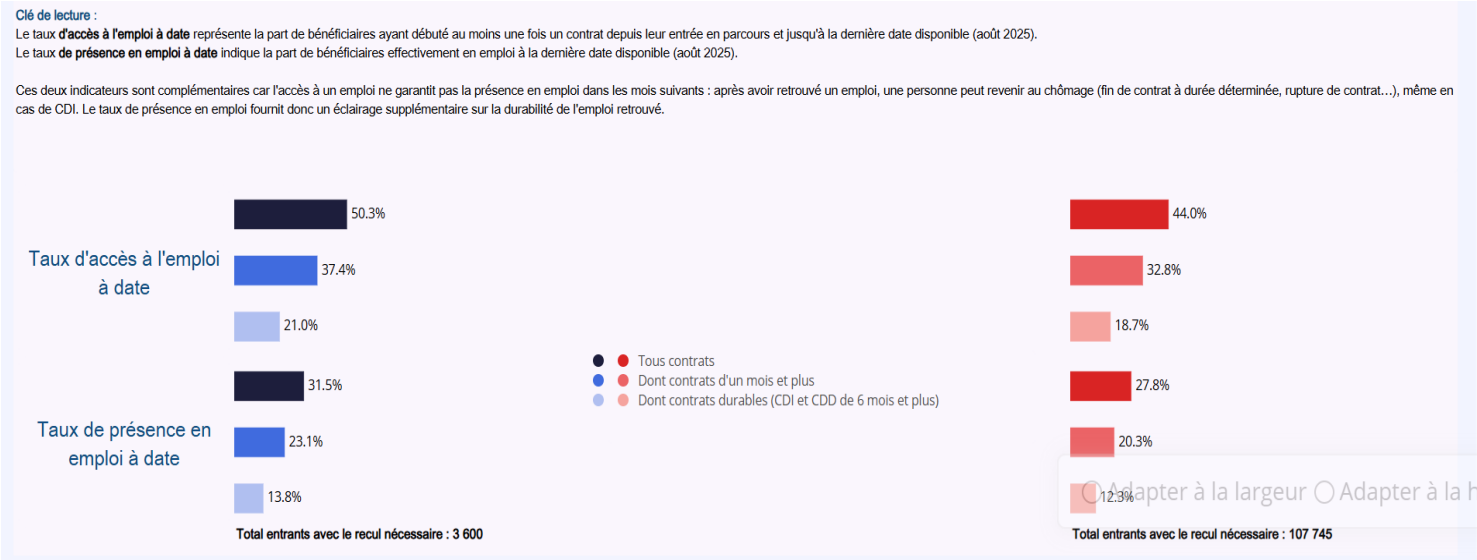 Clé de lecture :
Le taux d'accès à l'emploi à date représente la part de bénéficiaires ayant débuté au moins une fois un contrat depuis leur entrée en parcours et jusqu'à la dernière date disponible (août 2025).
Le taux de présence en emploi à date indique la part de bénéficiaires effectivement en emploi à la dernière date disponible (août 2025).
Ces deux indicateurs sont complémentaires car l'accès à un emploi ne garantit pas la présence en emploi dans les mois suivants : après avoir retrouvé un emploi, une personne peut revenir au chômage (fin de contrat à durée déterminée, rupture de contrat...), même en
cas de CDI. Le taux de présence en emploi fournit donc un éclairage supplémentaire sur la durabilité de l'emploi retrouvé.
Taux d'accès à l'emploi
à date
50.3%
37.4%
21.0%
44.0%
32.8%
18.7%
Tous contrats
Dont contrats d'un mois et plus
Dont contrats durables (CDI et CDD de 6 mois et plus)
Taux de présence en
emploi à date
31.5%
23.1%
13.8%
27.8%
20.3%
12.3%
Adapter à la largeur Adapter à la h
Total entrants avec le recul nécessaire : 3 600
Total entrants avec le recul nécessaire : 107 745